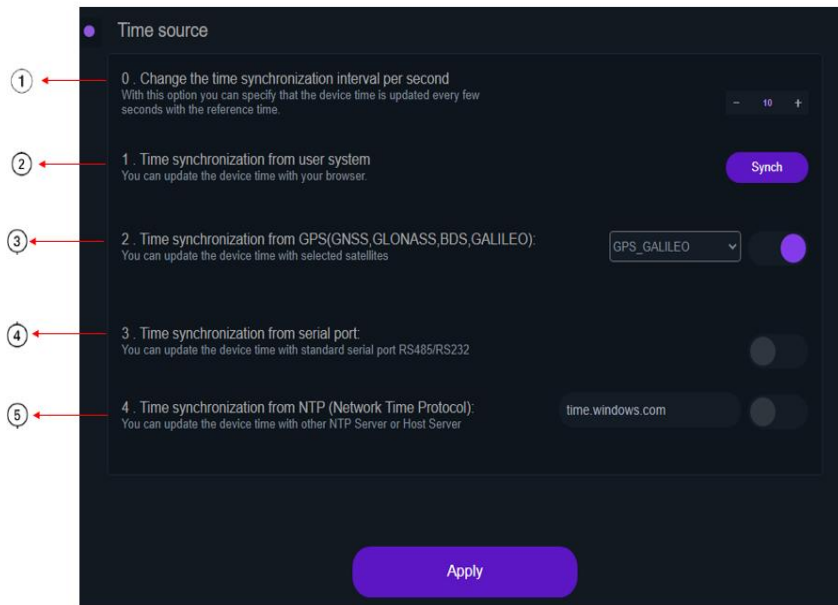 Time source
1
0 . Change the time synchronization interval per second
With this option you can specify that the device time is updated every few
seconds with the reference time.
- 10 +
2
1 . Time synchronization from user system
You can update the device time with your browser.
Synch
3
2 . Time synchronization from GPS(GNSS,GLONASS,BDS,GALILEO):
You can update the device time with selected satellites
GPS_GALILEO
4
3 . Time synchronization from serial port:
You can update the device time with standard serial port RS485/RS232
5
4 . Time synchronization from NTP (Network Time Protocol):
You can update the device time with other NTP Server or Host Server
time.windows.com
Apply